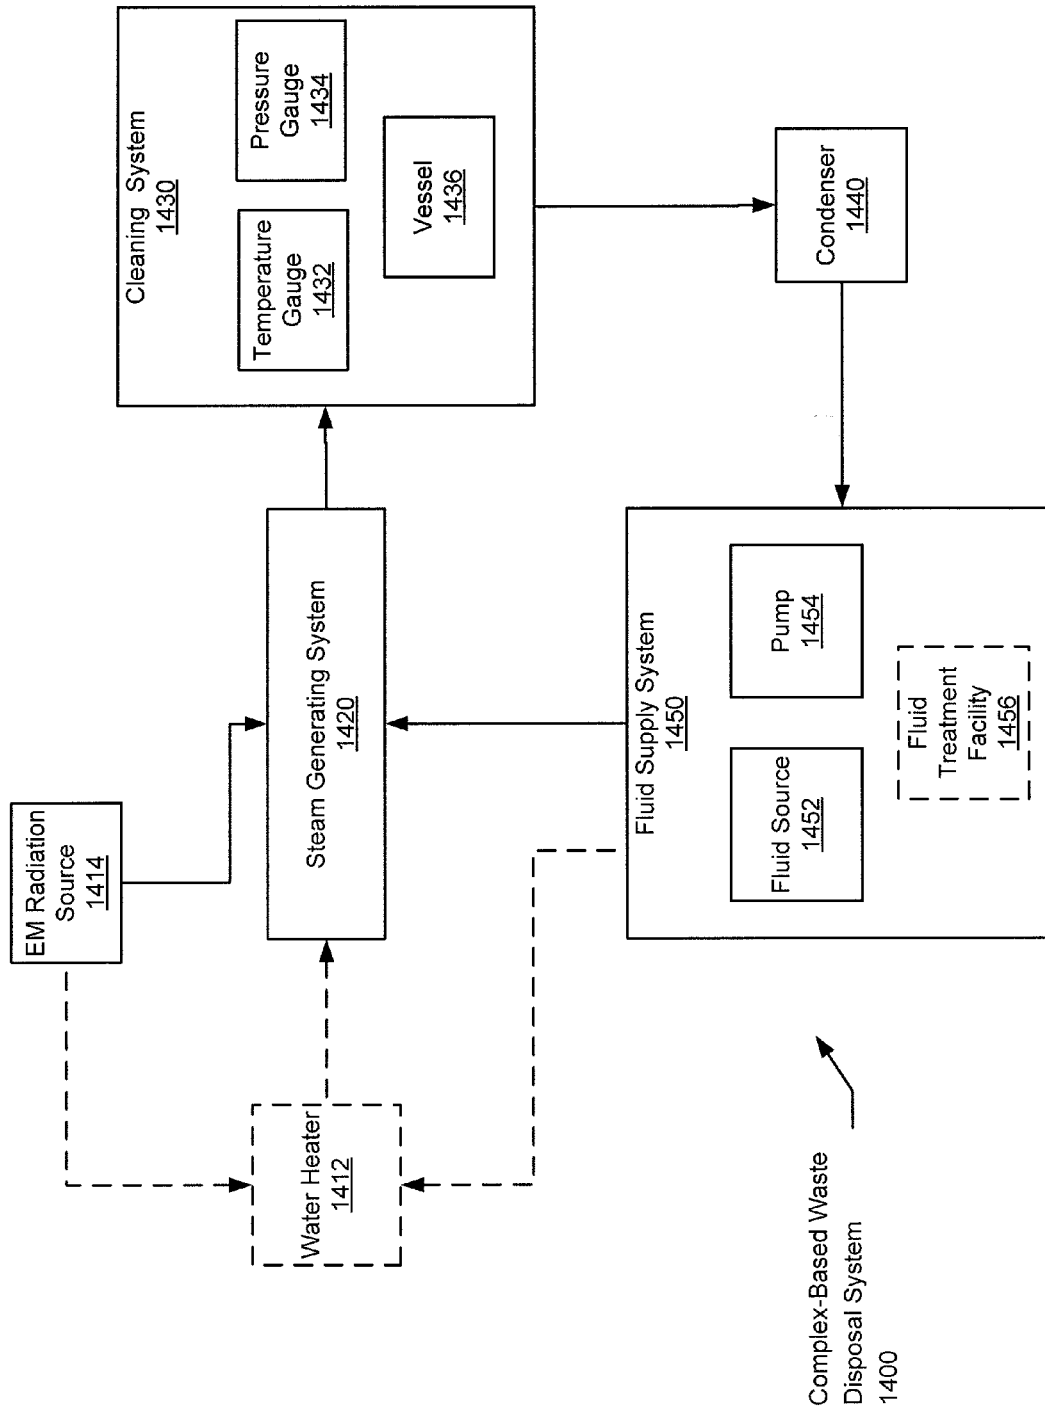 EM Radiation
Source
1414
Water Heater
1412
Steam Generating System
1420
Cleaning System
1430
Temperature
Gauge
1432
Pressure
Gauge
1434
Vessel
1436
Condenser
1440
Fluid Supply System
1450
Fluid Source
1452
Pump
1454
Fluid
Treatment
Facility
1456
Complex-Based Waste
Disposal System
1400